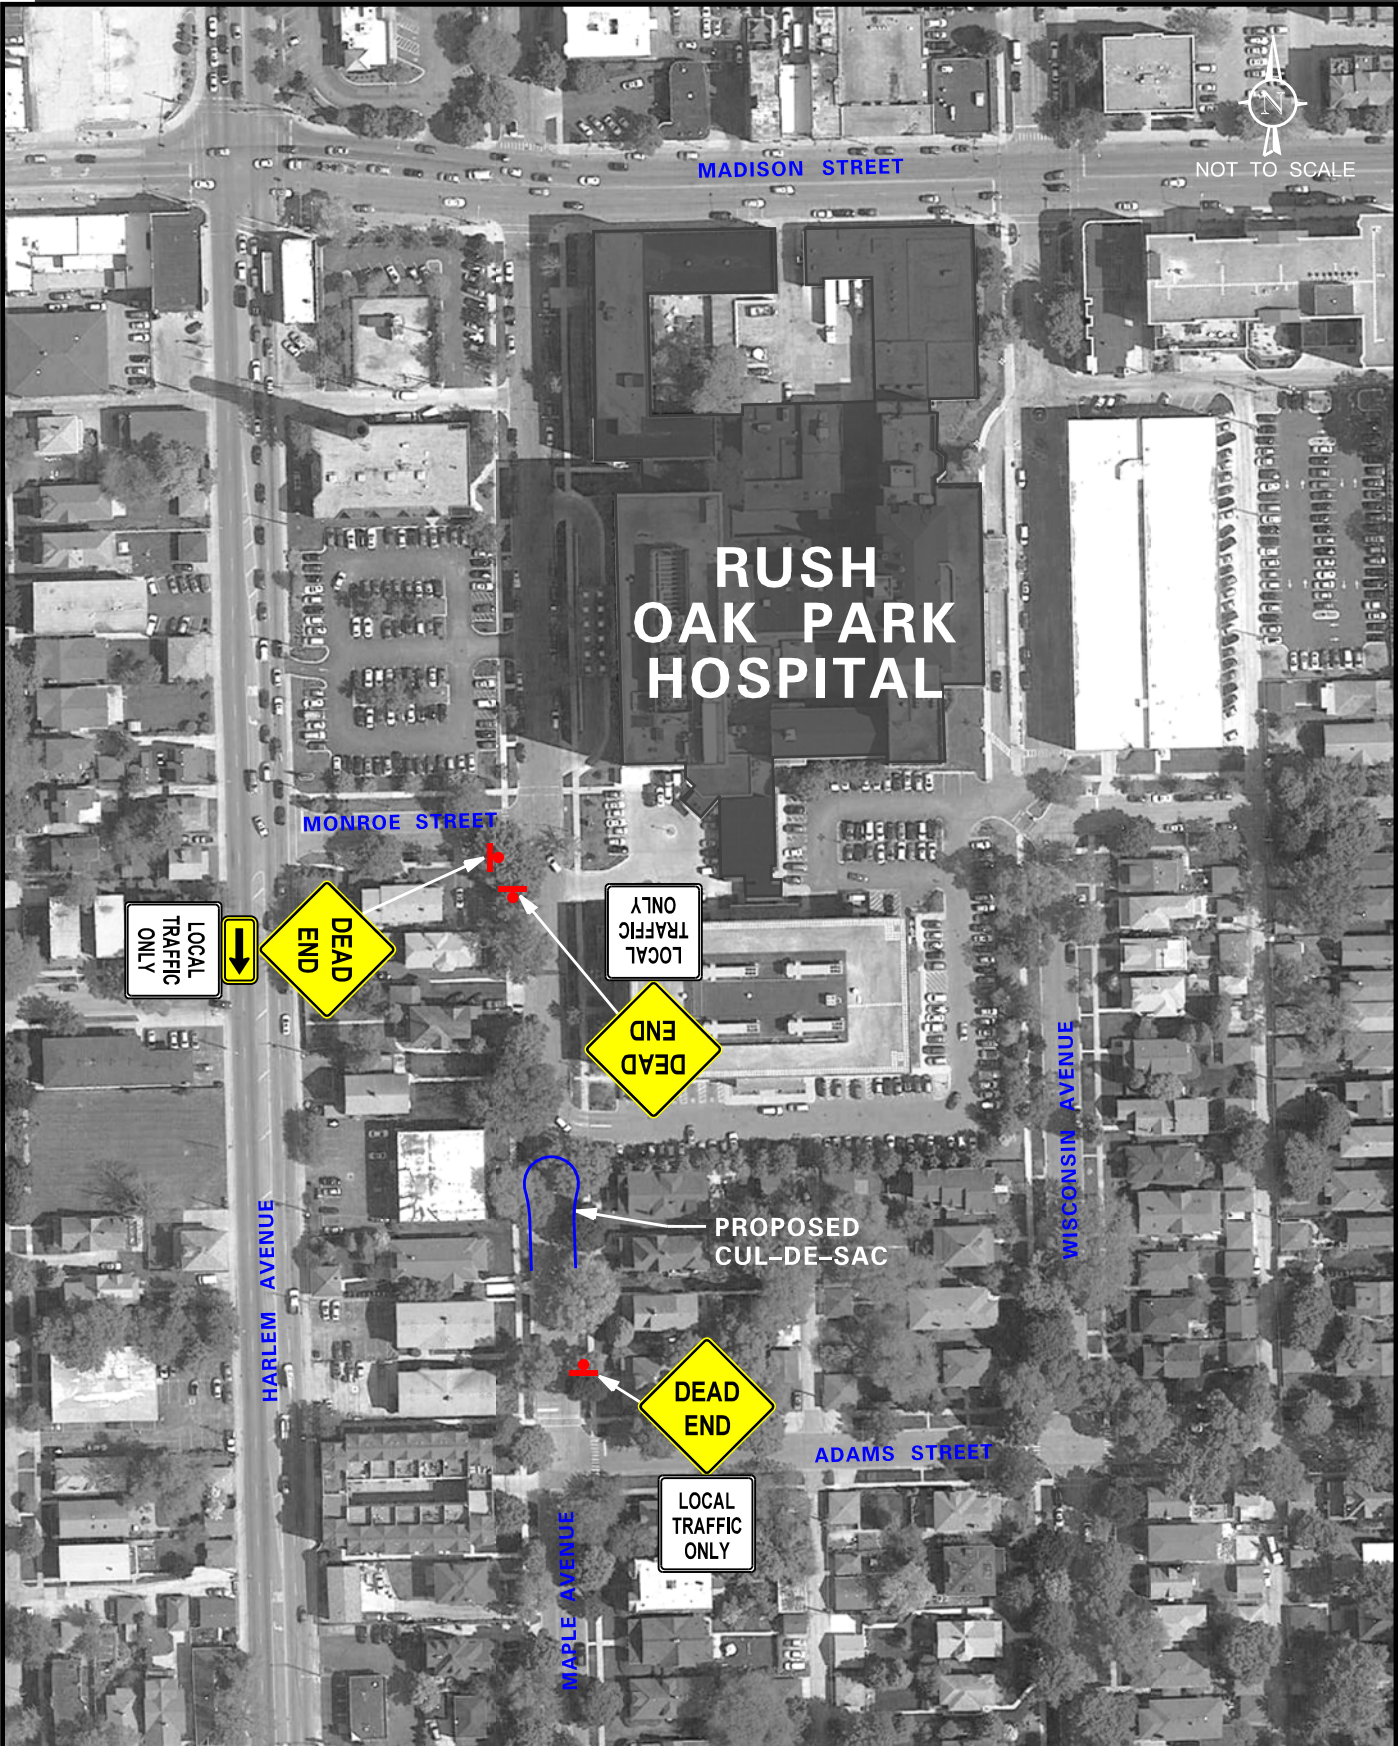 N
NOT TO SCALE
MADISON STREET
RUSH
OAK PARK
HOSPITAL
MONROE STREET
LOCAL
TRAFFIC
ONLY
DEAD
END
LOCAL
TRAFFIC
ONLY
DEAD
END
WISCONSIN AVENUE
HARLEM AVENUE
PROPOSED
CUL-DE-SAC
DEAD
END
ADAMS STREET
LOCAL
TRAFFIC
ONLY
MAPLE AVENUE